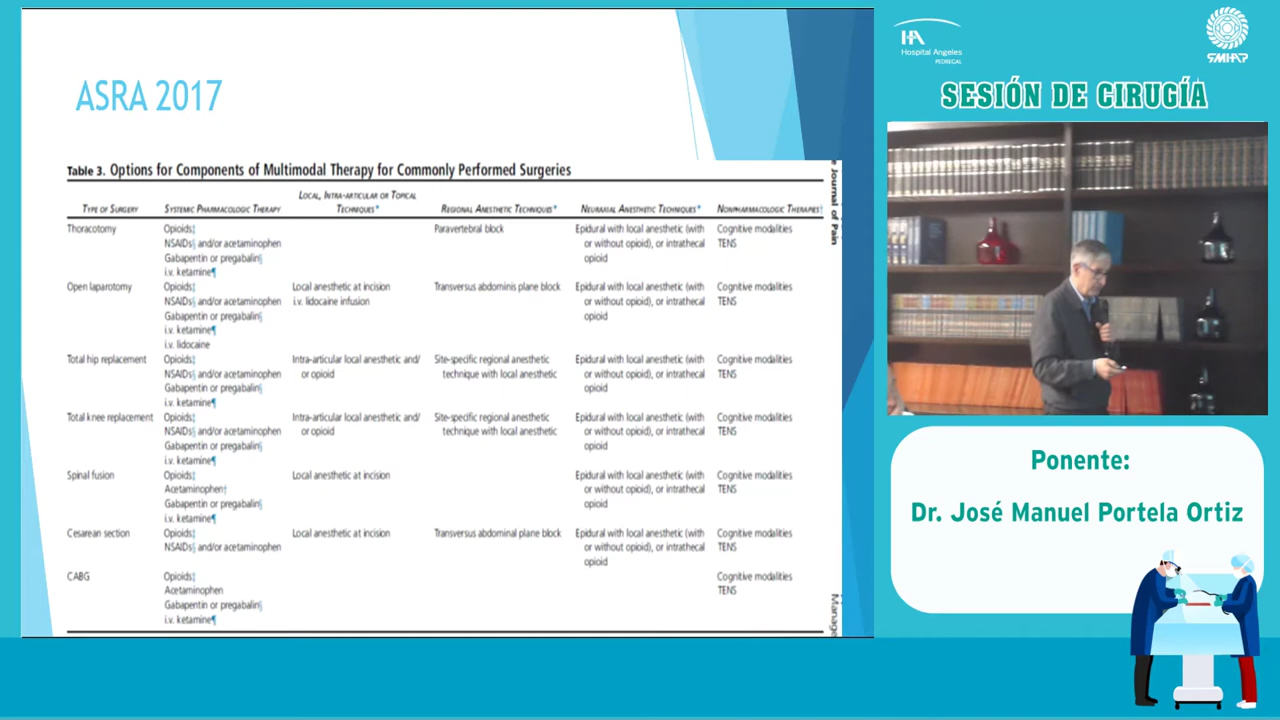 ASRA 2017
Table 3. Options for Components of Multimodal Therapy for Commonly Performed Surgeries
TYPE OF SURGERY
SYSTEMIC PHARMACOLOGIC THERAPY
LOCAL, INTRA-ARTICULAR OR TOPICAL
TECHNIQUES*
REGIONAL ANESTHETIC TECHNIQUES*
NEURAXIAL ANESTHETIC TECHNIQUES*
NONPHARMACOLOGIC THERAPIES†
Thoracotomy
Opioids‡
NSAIDs§ and/or acetaminophen
Gabapentin or pregabalin§
i.v. ketamine¶
Paravertebral block
Epidural with local anesthetic (with
or without opioid), or intrathecal
opioid
Cognitive modalities
TENS
Open laparotomy
Opioids‡
NSAIDs§ and/or acetaminophen
Gabapentin or pregabalin§
i.v. ketamine¶
i.v. lidocaine
Local anesthetic at incision
i.v. lidocaine infusion
Transversus abdominis plane block
Epidural with local anesthetic (with
or without opioid), or intrathecal
opioid
Cognitive modalities
TENS
Total hip replacement
Opioids‡
NSAIDs§ and/or acetaminophen
Gabapentin or pregabalin§
i.v. ketamine¶
Intra-articular local anesthetic and/
or opioid
Site-specific regional anesthetic
technique with local anesthetic
Epidural with local anesthetic (with
or without opioid), or intrathecal
opioid
Cognitive modalities
TENS
Total knee replacement
Opioids‡
NSAIDs§ and/or acetaminophen
Gabapentin or pregabalin§
i.v. ketamine¶
Intra-articular local anesthetic and/
or opioid
Site-specific regional anesthetic
technique with local anesthetic
Epidural with local anesthetic (with
or without opioid), or intrathecal
opioid
Cognitive modalities
TENS
Spinal fusion
Opioids‡
Acetaminophen†
Gabapentin or pregabalin§
i.v. ketamine¶
Local anesthetic at incision
Epidural with local anesthetic (with
or without opioid), or intrathecal
opioid
Cognitive modalities
TENS
Cesarean section
Opioids‡
NSAIDs§ and/or acetaminophen
Local anesthetic at incision
Transversus abdominal plane block
Epidural with local anesthetic (with
or without opioid), or intrathecal
opioid
Cognitive modalities
TENS
CABG
Opioids‡
Acetaminophen
Gabapentin or pregabalin§
i.v. ketamine¶
Cognitive modalities
TENS
e Journal of Pain
Manage
HA
Hospital Angeles
PEDREGAL
SMHAP
SESIÓN DE CIRUGÍA
Ponente:
Dr. José Manuel Portela Ortiz